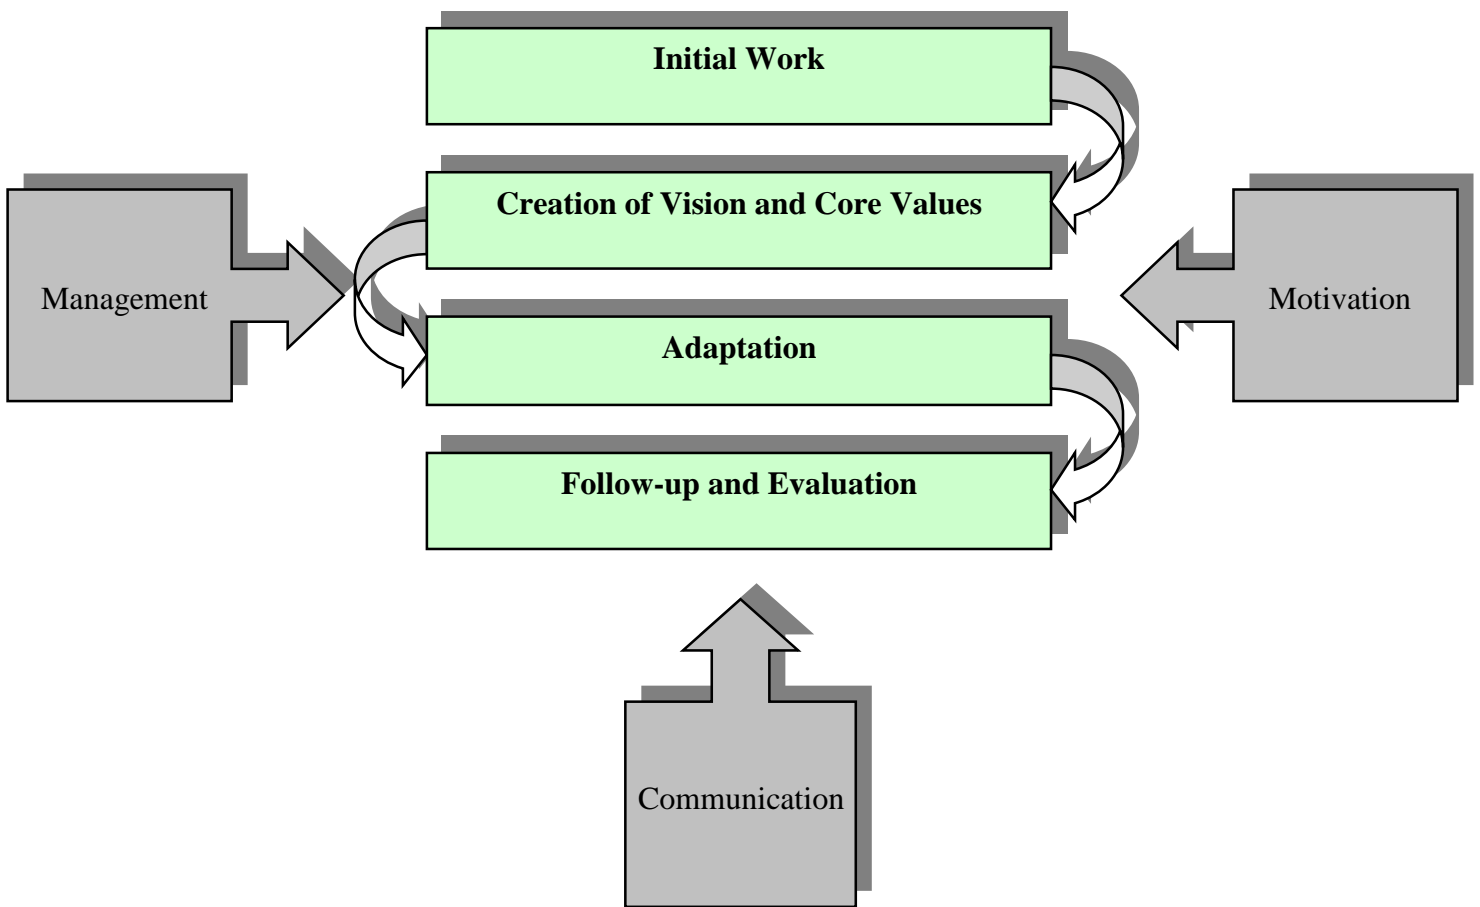 Initial Work
Creation of Vision and Core Values
Management
Motivation
Adaptation
Follow-up and Evaluation
Communication